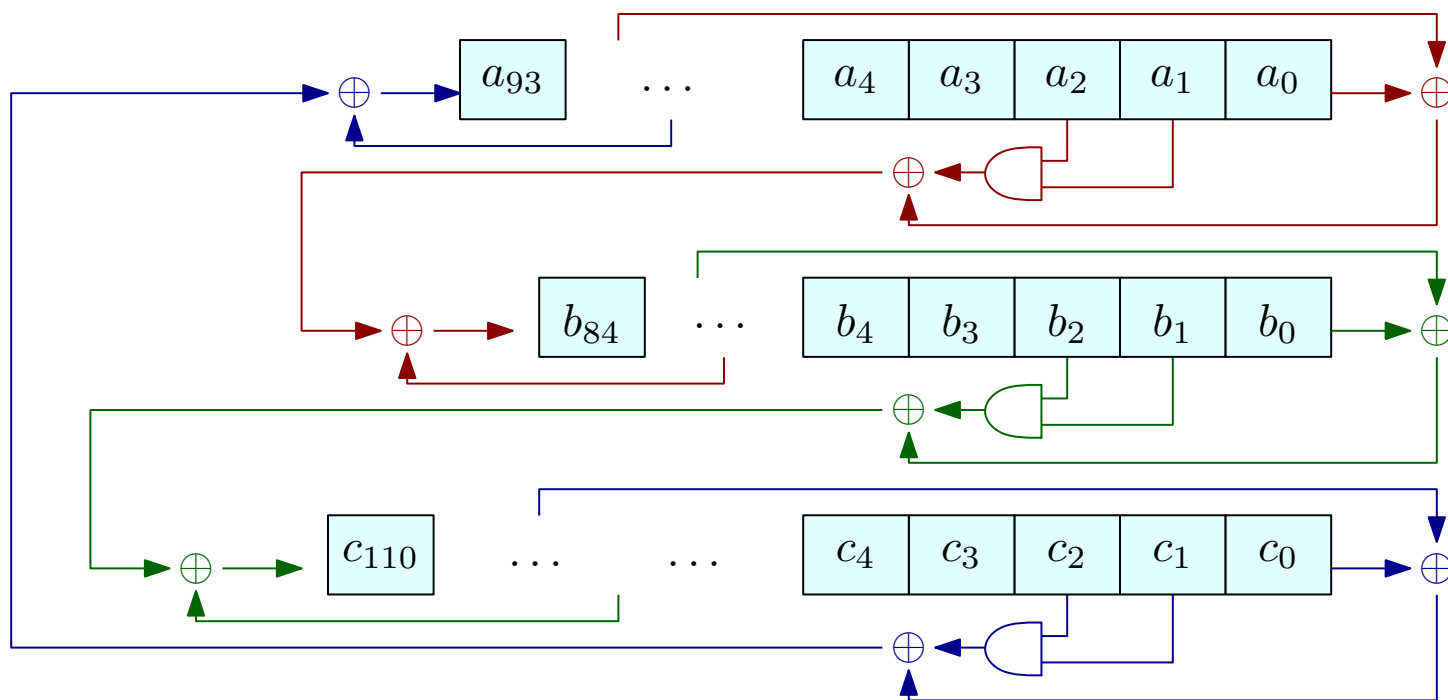 a₉₃ ... a₄ a₃ a₂ a₁ a₀
b₈₄ ... b₄ b₃ b₂ b₁ b₀
c₁₁₀ ... ... c₄ c₃ c₂ c₁ c₀